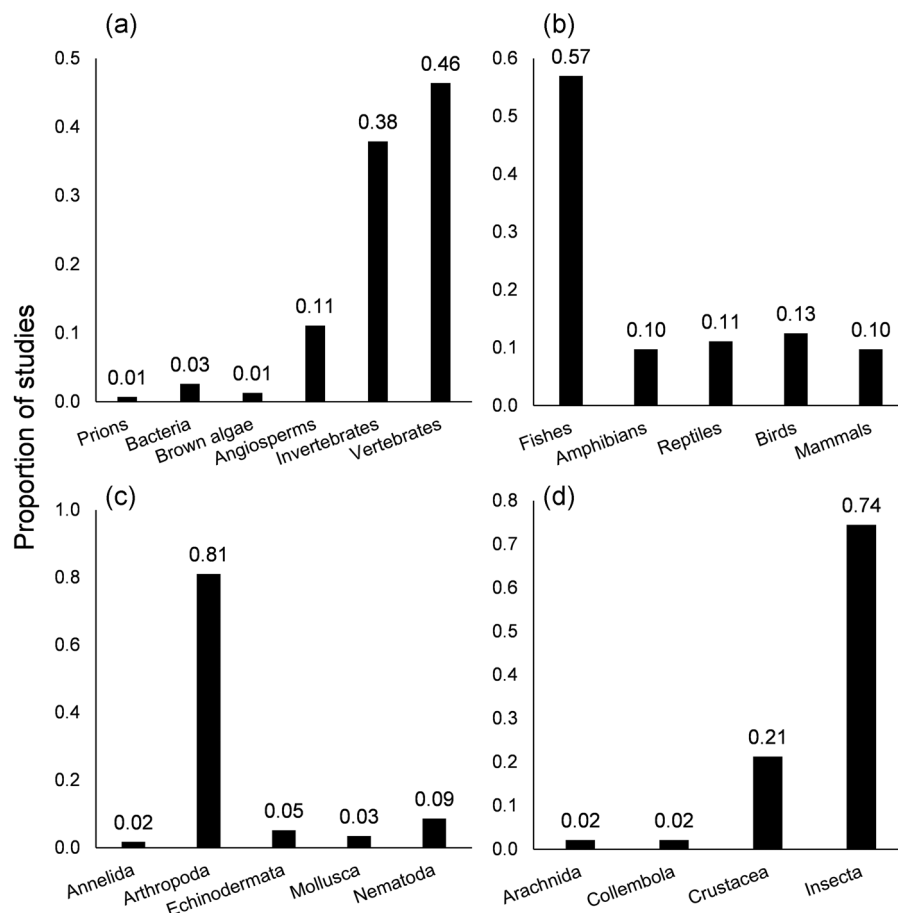 Proportion of studies
(a)
0.5
0.4
0.3
0.2
0.1
0.0
0.01
0.03
0.01
0.11
0.38
0.46
Prions
Bacteria
Brown algae
Angiosperms
Invertebrates
Vertebrates
(b)
0.6
0.5
0.4
0.3
0.2
0.1
0.0
0.57
0.10
0.11
0.13
0.10
Fishes
Amphibians
Reptiles
Birds
Mammals
(c)
1.0
0.8
0.6
0.4
0.2
0.0
0.02
0.81
0.05
0.03
0.09
Annelida
Arthropoda
Echinodermata
Mollusca
Nematoda
(d)
0.8
0.7
0.6
0.5
0.4
0.3
0.2
0.1
0.0
0.02
0.02
0.21
0.74
Arachnida
Collembola
Crustacea
Insecta